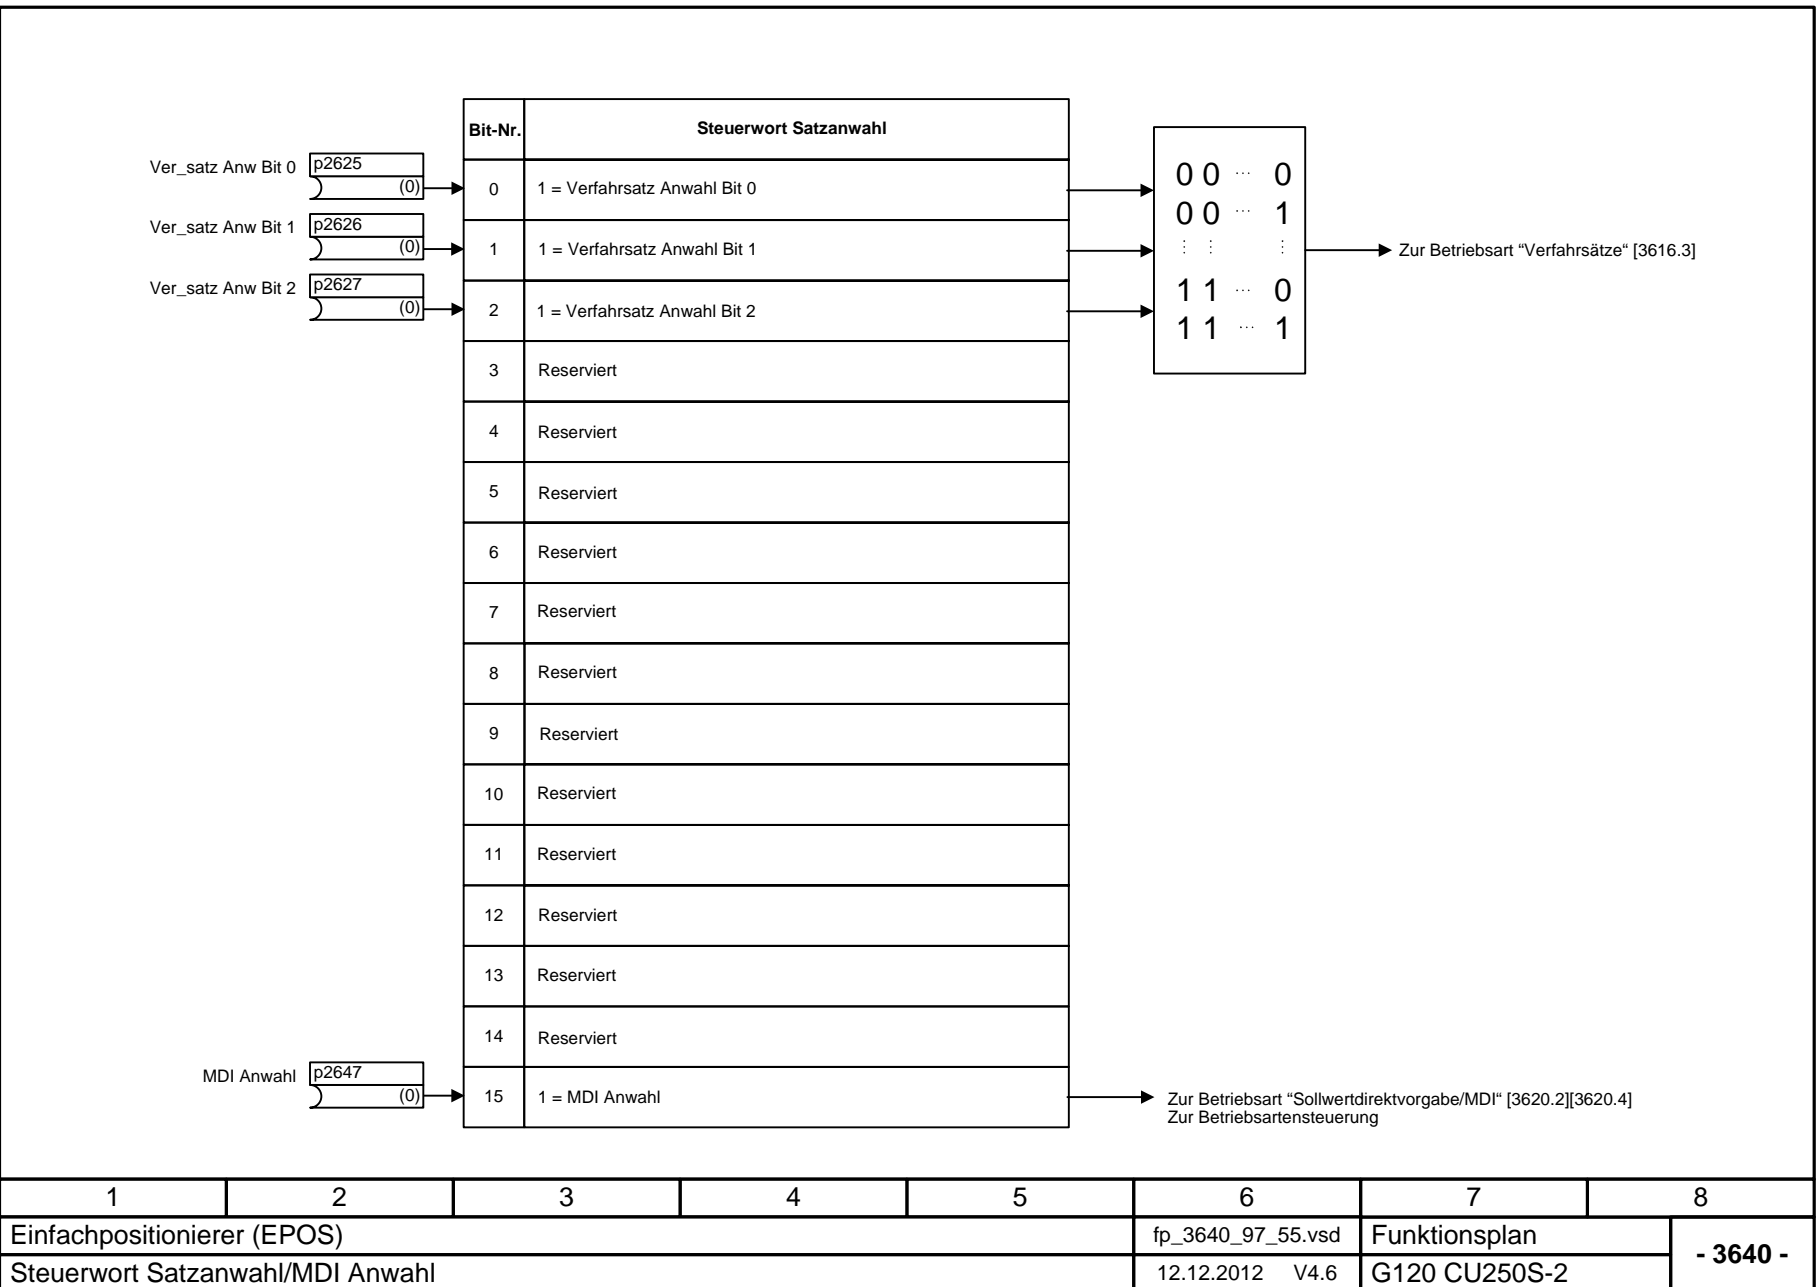 Bit-Nr. Steuerwort Satzanwahl
Ver_satz Anw Bit 0 p2625 (0) 0 1 = Verfahrsatz Anwahl Bit 0
Ver_satz Anw Bit 1 p2626 (0) 1 1 = Verfahrsatz Anwahl Bit 1
Ver_satz Anw Bit 2 p2627 (0) 2 1 = Verfahrsatz Anwahl Bit 2
0 0 ... 0
0 0 ... 1
⋮ ⋮ ⋮
1 1 ... 0
1 1 ... 1
Zur Betriebsart “Verfahrsätze“ [3616.3]
3 Reserviert
4 Reserviert
5 Reserviert
6 Reserviert
7 Reserviert
8 Reserviert
9 Reserviert
10 Reserviert
11 Reserviert
12 Reserviert
13 Reserviert
14 Reserviert
MDI Anwahl p2647 (0) 15 1 = MDI Anwahl
Zur Betriebsart “Sollwertdirektvorgabe/MDI“ [3620.2][3620.4]
Zur Betriebsartensteuerung
1 2 3 4 5 6 7 8
Einfachpositionierer (EPOS) fp_3640_97_55.vsd Funktionsplan - 3640 -
Steuerwort Satzanwahl/MDI Anwahl 12.12.2012 V4.6 G120 CU250S-2